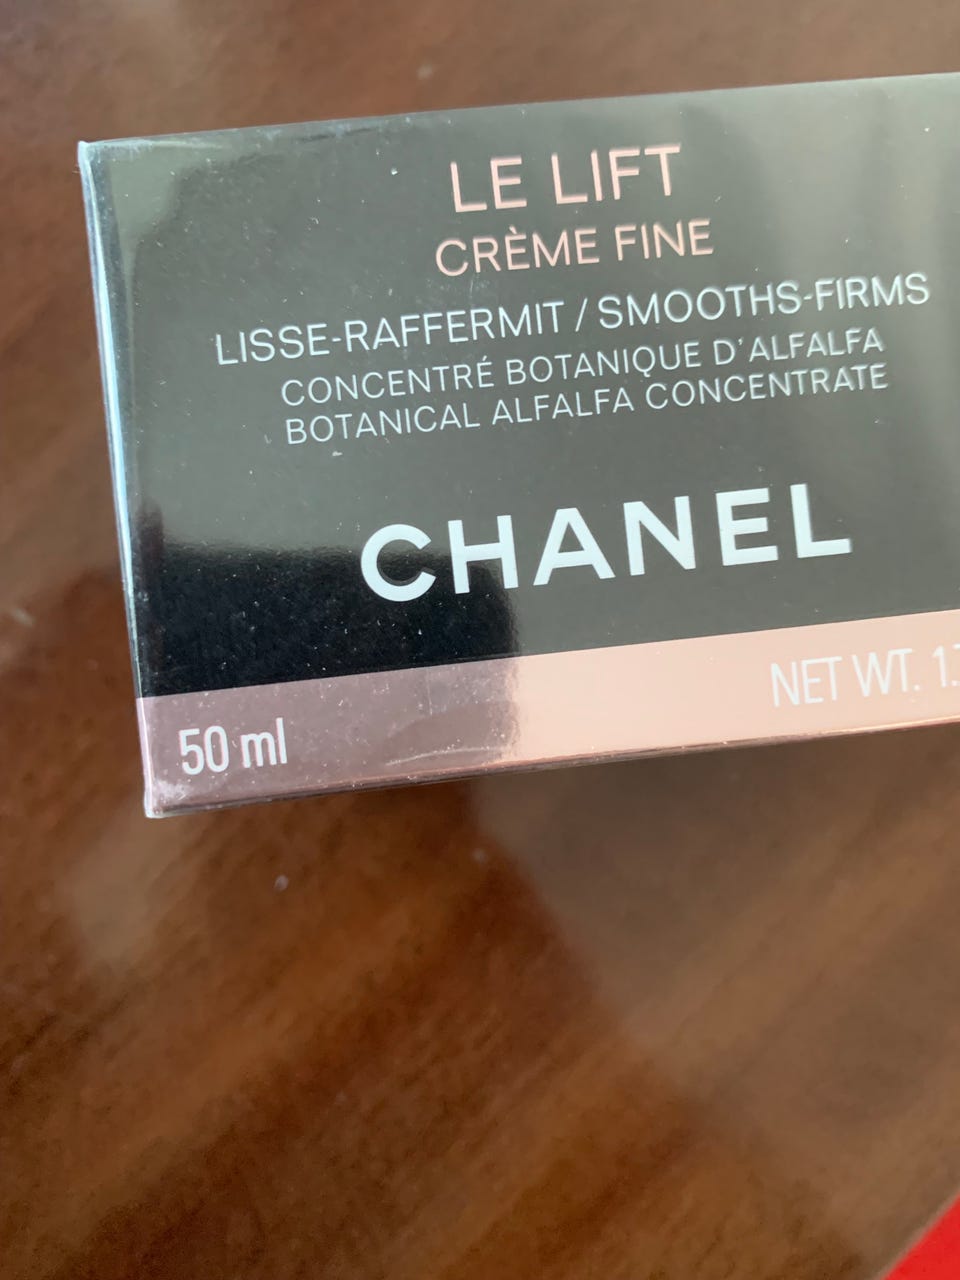 LE LIFT
CRÈME FINE
LISSE-RAFFERMIT / SMOOTHS-FIRMS
CONCENTRÉ BOTANIQUE D'ALFALFA
BOTANICAL ALFALFA CONCENTRATE
CHANEL
50 ml NET WT.